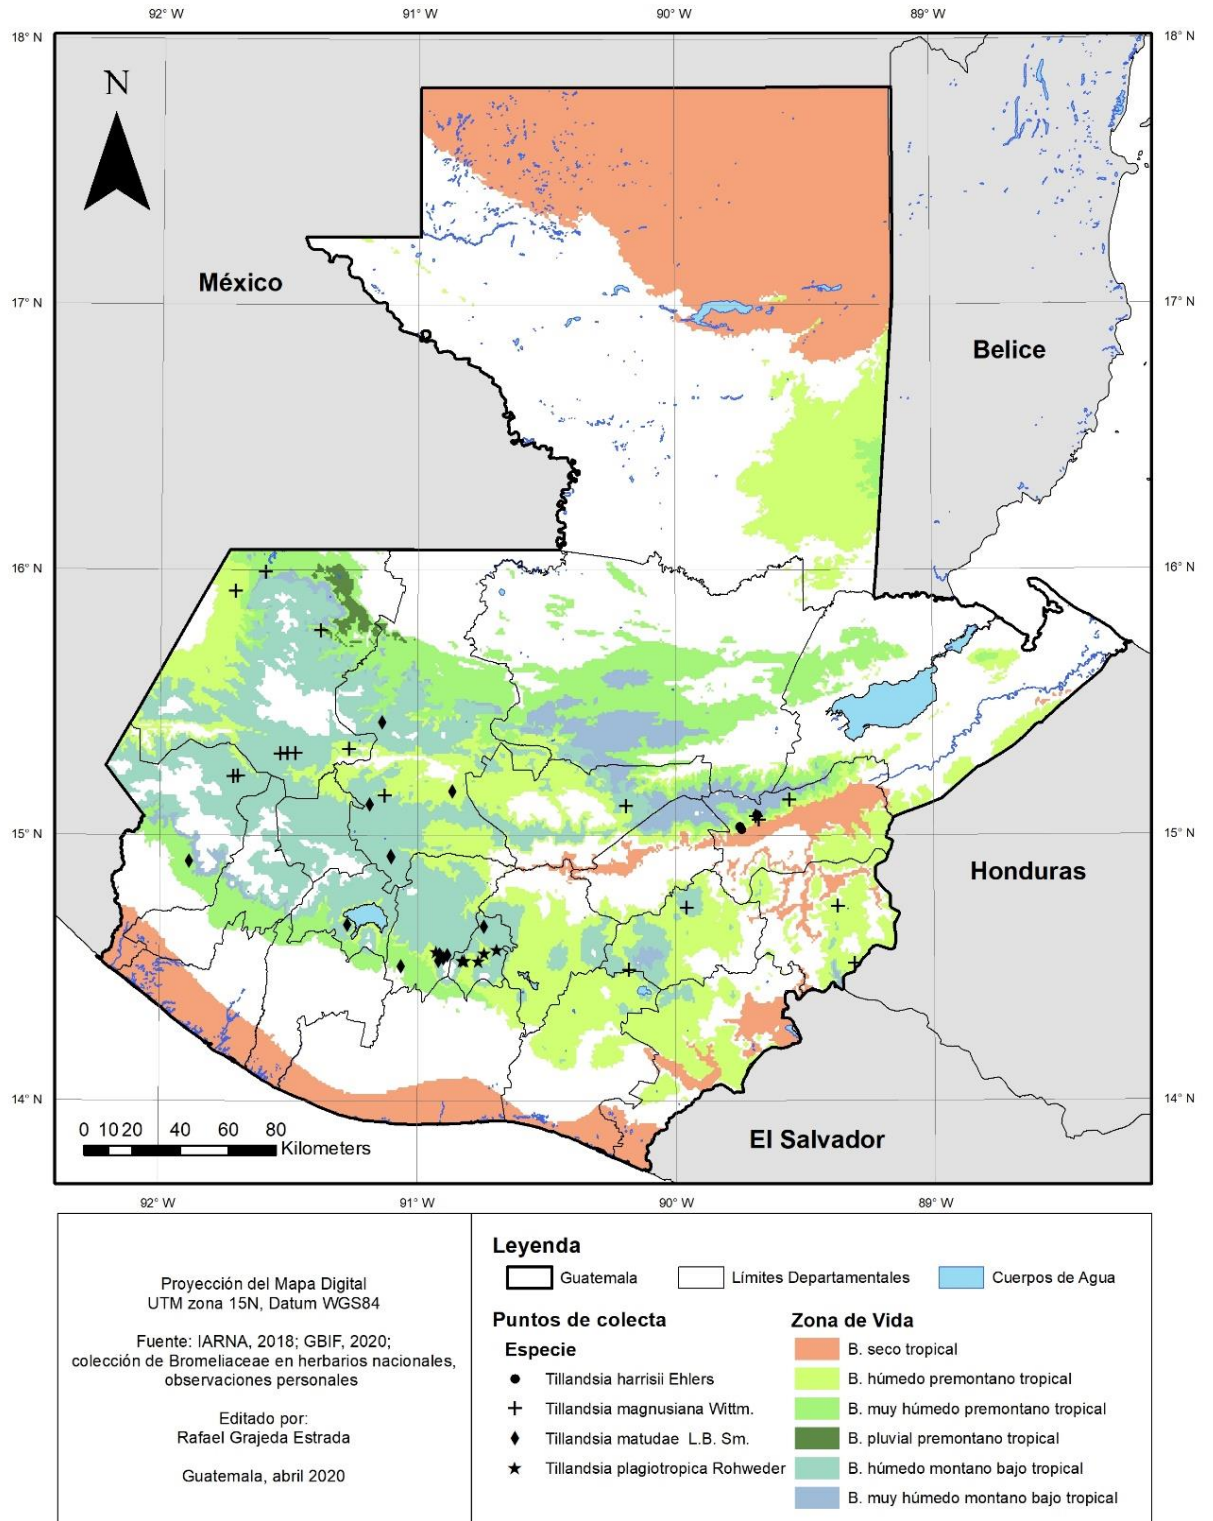 92° W 91° W 90° W 89° W
18° N 18° N
N
México
17° N 17° N
Belice
16° N 16° N
15° N 15° N
Honduras
14° N 14° N
0 10 20 40 60 80
Kilometers
El Salvador
92° W 91° W 90° W 89° W
Proyección del Mapa Digital
UTM zona 15N, Datum WGS84
Fuente: IARNA, 2018; GBIF, 2020;
colección de Bromeliaceae en herbarios nacionales,
observaciones personales
Editado por:
Rafael Grajeda Estrada
Guatemala, abril 2020
Leyenda
Guatemala
Límites Departamentales
Cuerpos de Agua
Puntos de colecta
Especie
Tillandsia harrisii Ehlers
Tillandsia magnusiana Wittm.
Tillandsia matudae L.B. Sm.
Tillandsia plagiotropica Rohweder
Zona de Vida
B. seco tropical
B. húmedo premontano tropical
B. muy húmedo premontano tropical
B. pluvial premontano tropical
B. húmedo montano bajo tropical
B. muy húmedo montano bajo tropical